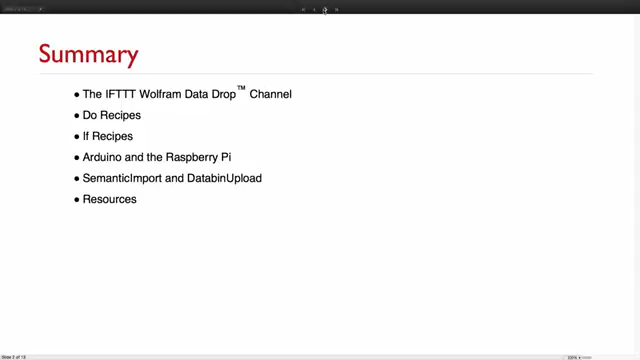 Summary
● The IFTTT Wolfram Data Drop™ Channel
● Do Recipes
● If Recipes
● Arduino and the Raspberry Pi
● SemanticImport and DatabinUpload
● Resources